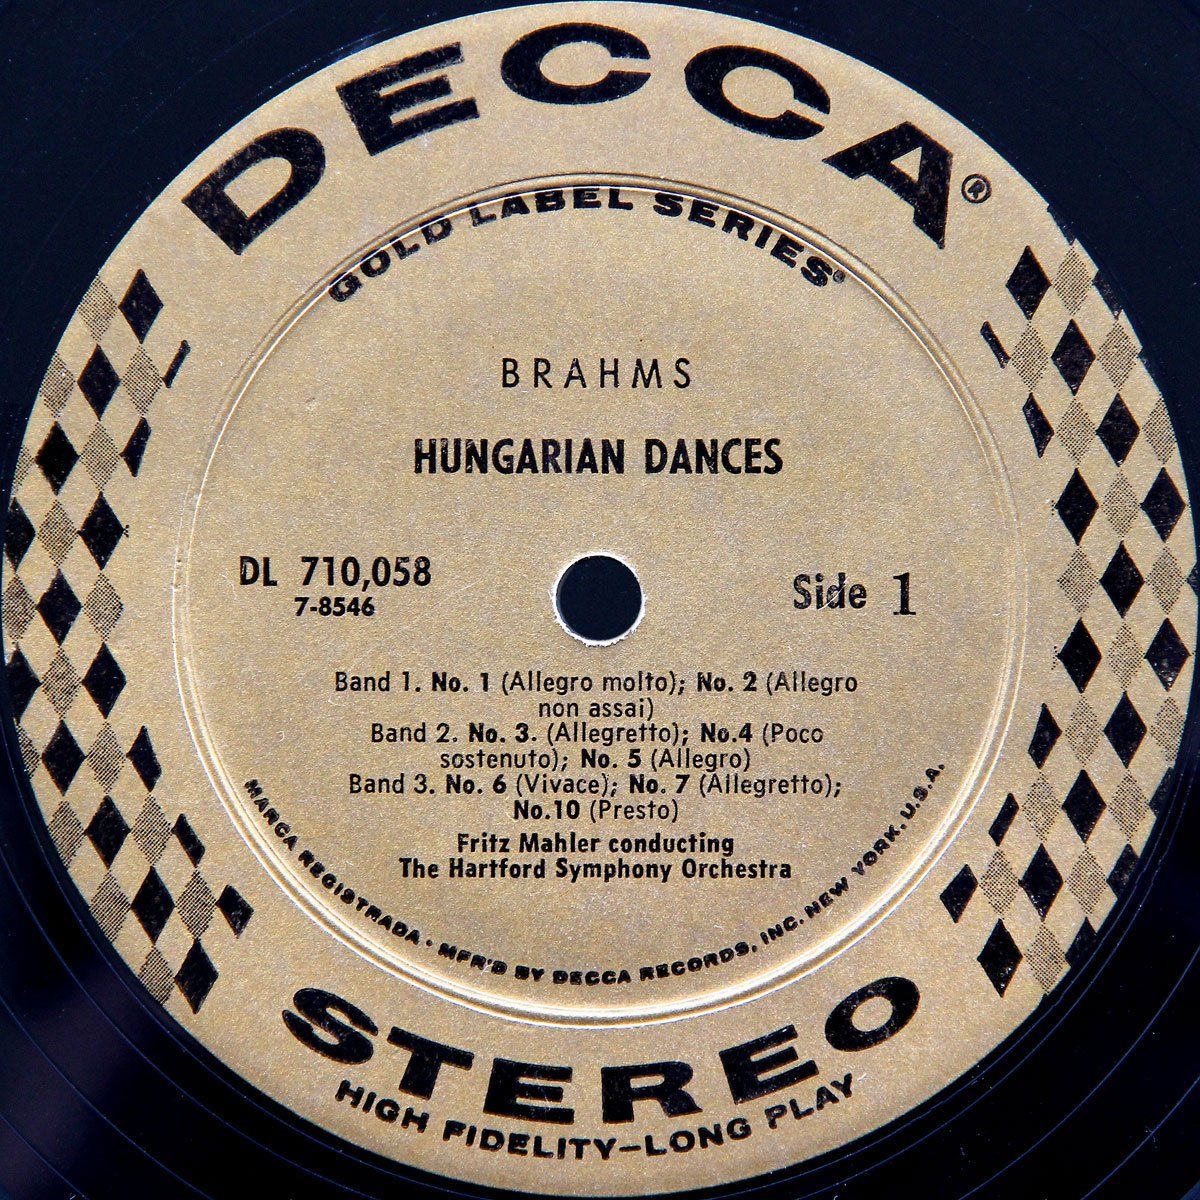 DECCA®
GOLD LABEL SERIES®
BRAHMS
HUNGARIAN DANCES
DL 710,058
7-8546
Side 1
Band 1. No. 1 (Allegro molto); No. 2 (Allegro
non assai)
Band 2. No. 3. (Allegretto); No.4 (Poco
sostenuto); No. 5 (Allegro)
Band 3. No. 6 (Vivace); No. 7 (Allegretto);
No.10 (Presto)
Fritz Mahler conducting
The Hartford Symphony Orchestra
MARCA REGISTRADA • MFR'D BY DECCA RECORDS, INC. NEW YORK, U.S.A.
STEREO
HIGH FIDELITY—LONG PLAY